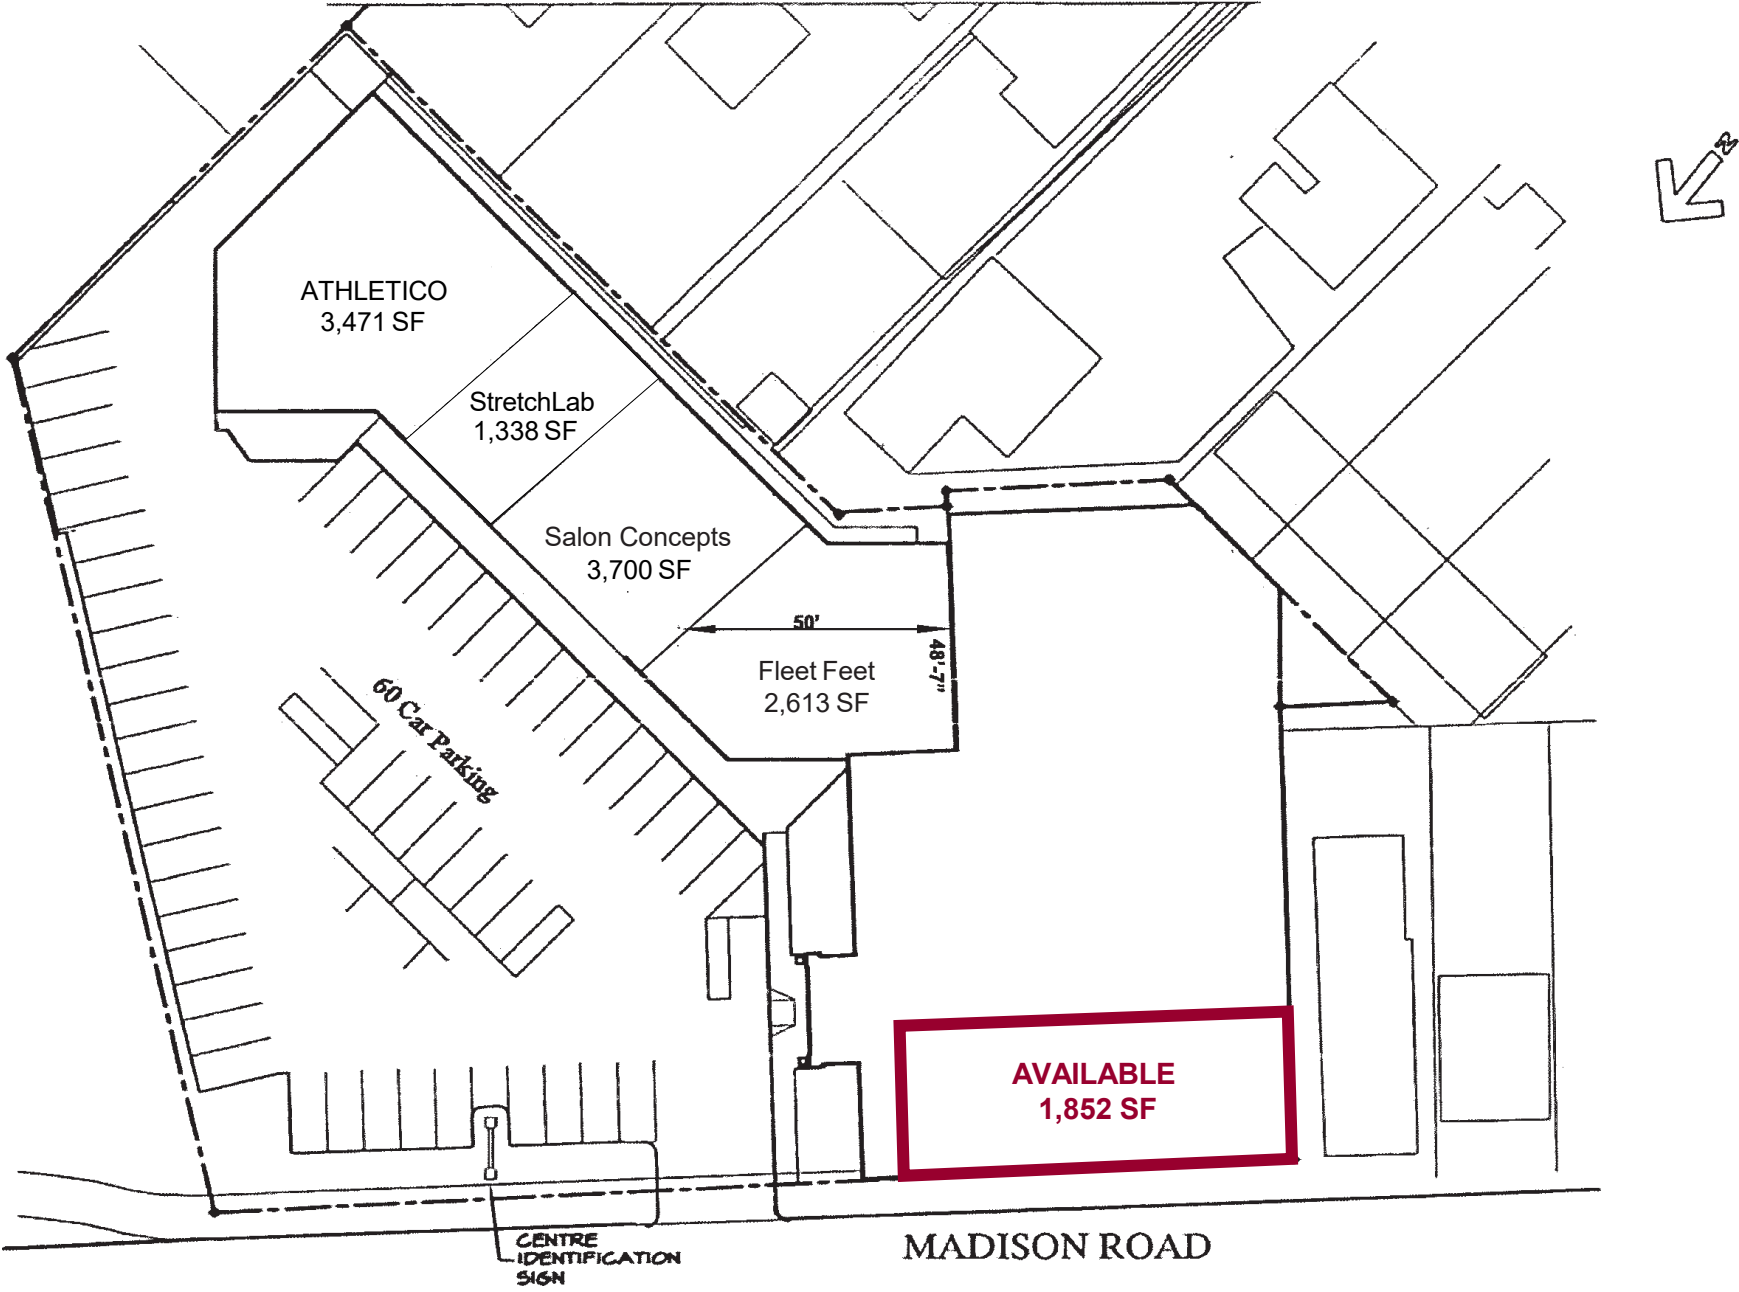 N
ATHLETICO
3,471 SF
StretchLab
1,338 SF
Salon Concepts
3,700 SF
50'
48'-7"
Fleet Feet
2,613 SF
60 Car Parking
AVAILABLE
1,852 SF
CENTRE
IDENTIFICATION
SIGN
MADISON ROAD